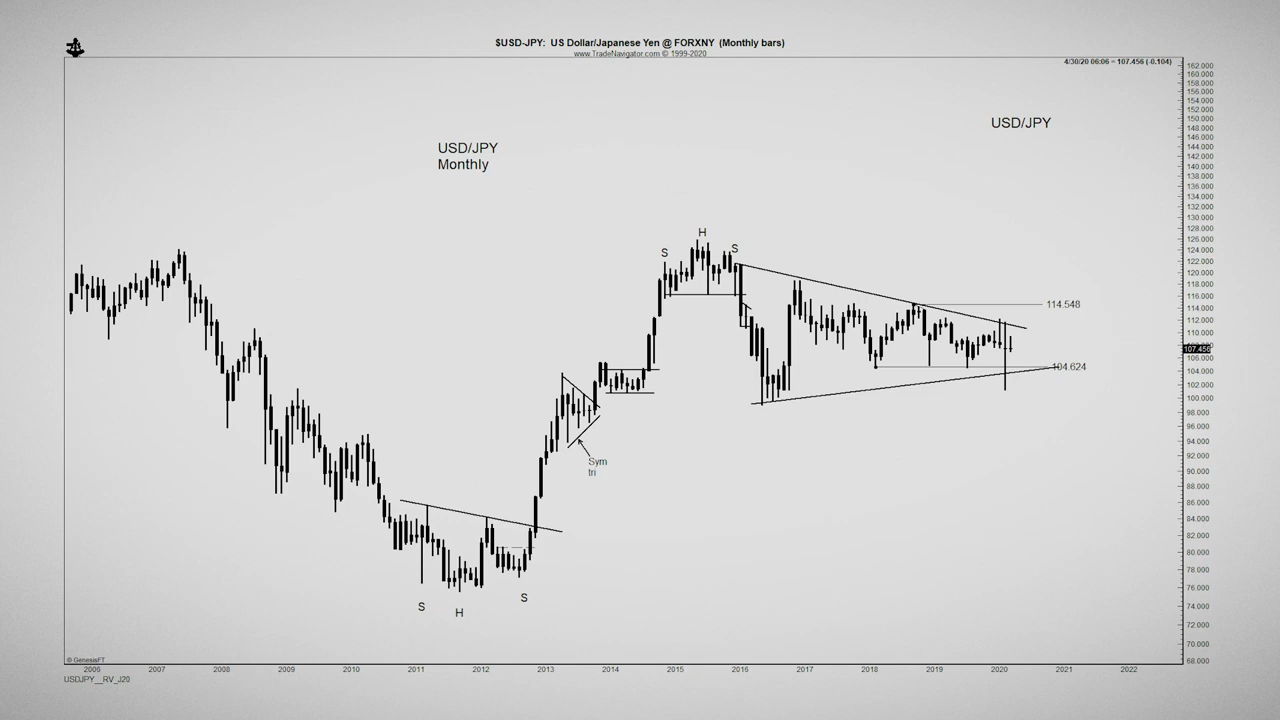 $USD-JPY: US Dollar/Japanese Yen @ FORXNY (Monthly bars)
www.TradeNavigator.com © 1999-2020
4/30/20 06:06 = 107.456 (-0.104)
USD/JPY
USD/JPY
Monthly
S
H
S
114.548
104.624
Sym
tri
S
H
S
162.000
160.000
158.000
156.000
154.000
152.000
150.000
148.000
146.000
144.000
142.000
140.000
138.000
136.000
134.000
132.000
130.000
128.000
126.000
124.000
122.000
120.000
118.000
116.000
114.000
112.000
110.000
107.456
106.000
104.000
102.000
100.000
98.000
96.000
94.000
92.000
90.000
88.000
86.000
84.000
82.000
80.000
78.000
76.000
74.000
72.000
70.000
68.000
© GenesisFT
2006 2007 2008 2009 2010 2011 2012 2013 2014 2015 2016 2017 2018 2019 2020 2021 2022
USDJPY__RV_J20